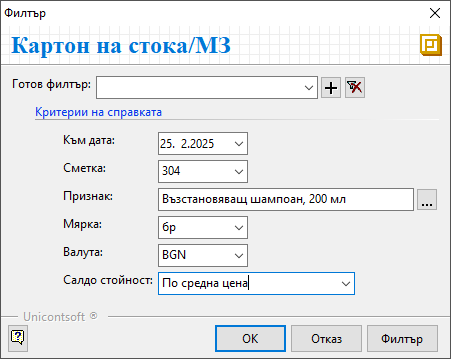 Филтър
Картон на стока/МЗ
Готов филтър:
Критерии на справката
Към дата: 25. 2.2025
Сметка: 304
Признак: Възстановяващ шампоан, 200 мл ...
Мярка: бр
Валута: BGN
Салдо стойност: По средна цена
Unicontsoft ®
OK Отказ Филтър